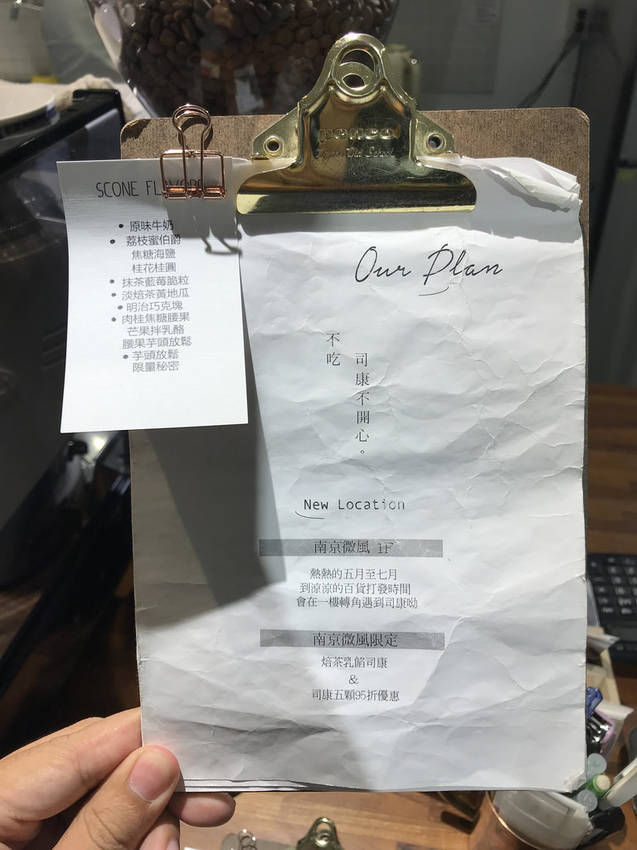 penco
SCONE FLAVORS
• 原味牛奶
• 荔枝蜜伯爵
焦糖海鹽
桂花桂圓
• 抹茶藍莓脆粒
• 淡焙茶黃地瓜
• 明治巧克塊
• 肉桂焦糖腰果
芒果拌乳酪
腰果芋頭放鬆
• 芋頭放鬆
限量秘密
Our Plan
不吃
司康不開心。
New Location
南京微風 1F
熱熱的五月至七月
到涼涼的百貨打發時間
會在一樓轉角遇到司康呦
南京微風限定
焙茶乳餡司康
&
司康五顆95折優惠